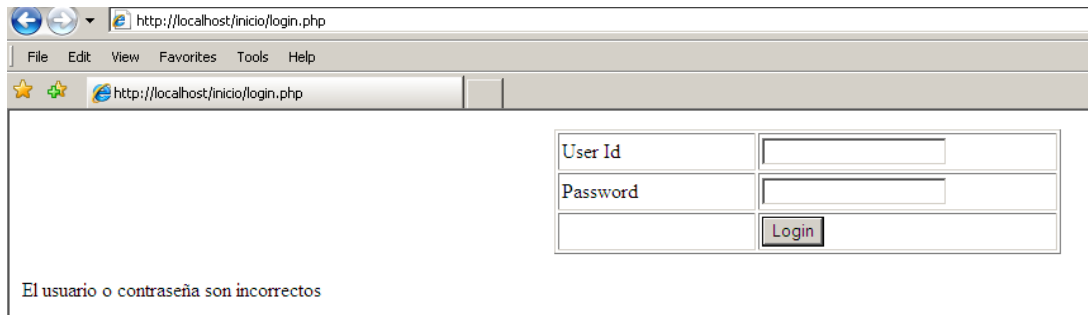 http://localhost/inicio/login.php
File Edit View Favorites Tools Help
http://localhost/inicio/login.php
User Id
Password
Login
El usuario o contraseña son incorrectos